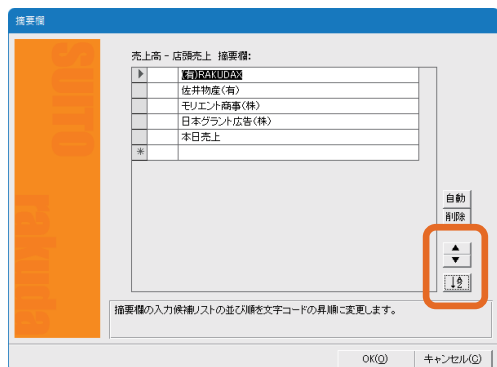 摘要欄
SUITO
rakuda
売上高 - 店頭売上 摘要欄:
(有)RAKUDAX
佐井物産(有)
モリエント商事(株)
日本グラント広告(株)
本日売上
*
自動
削除
▲
▼
摘要欄の入力候補リストの並び順を文字コードの昇順に変更します。
OK(O)
キャンセル(C)